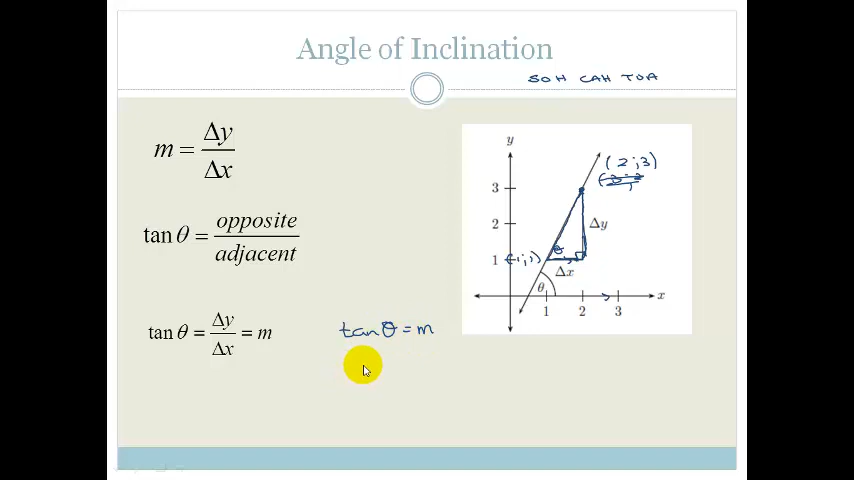 Angle of Inclination
SOH CAH TOA
m = Δy/Δx
tan θ = opposite/adjacent
tan θ = Δy/Δx = m
tanθ = m
y
(2;3)
3
2
Δy
θ
1
(1;1)
Δx
θ
x
1 2 3